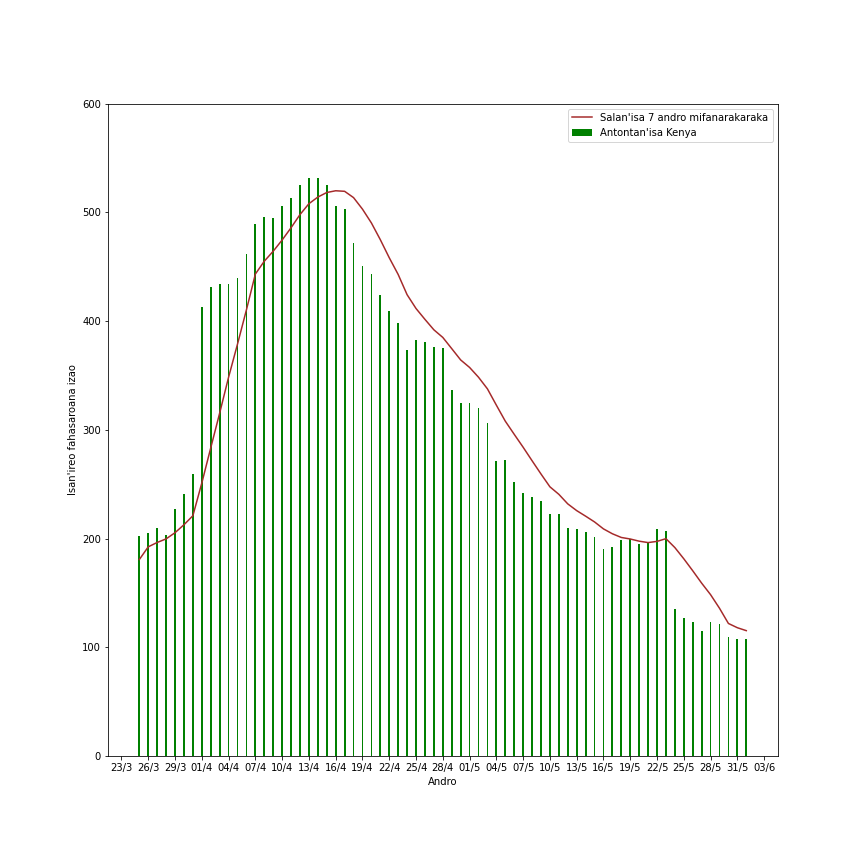 Salan'isa 7 andro mifanarakaraka
Antontan'isa Kenya
600
500
400
300
200
100
0
Isan'ireo fahasaroana izao
23/3 26/3 29/3 01/4 04/4 07/4 10/4 13/4 16/4 19/4 22/4 25/4 28/4 01/5 04/5 07/5 10/5 13/5 16/5 19/5 22/5 25/5 28/5 31/5 03/6
Andro